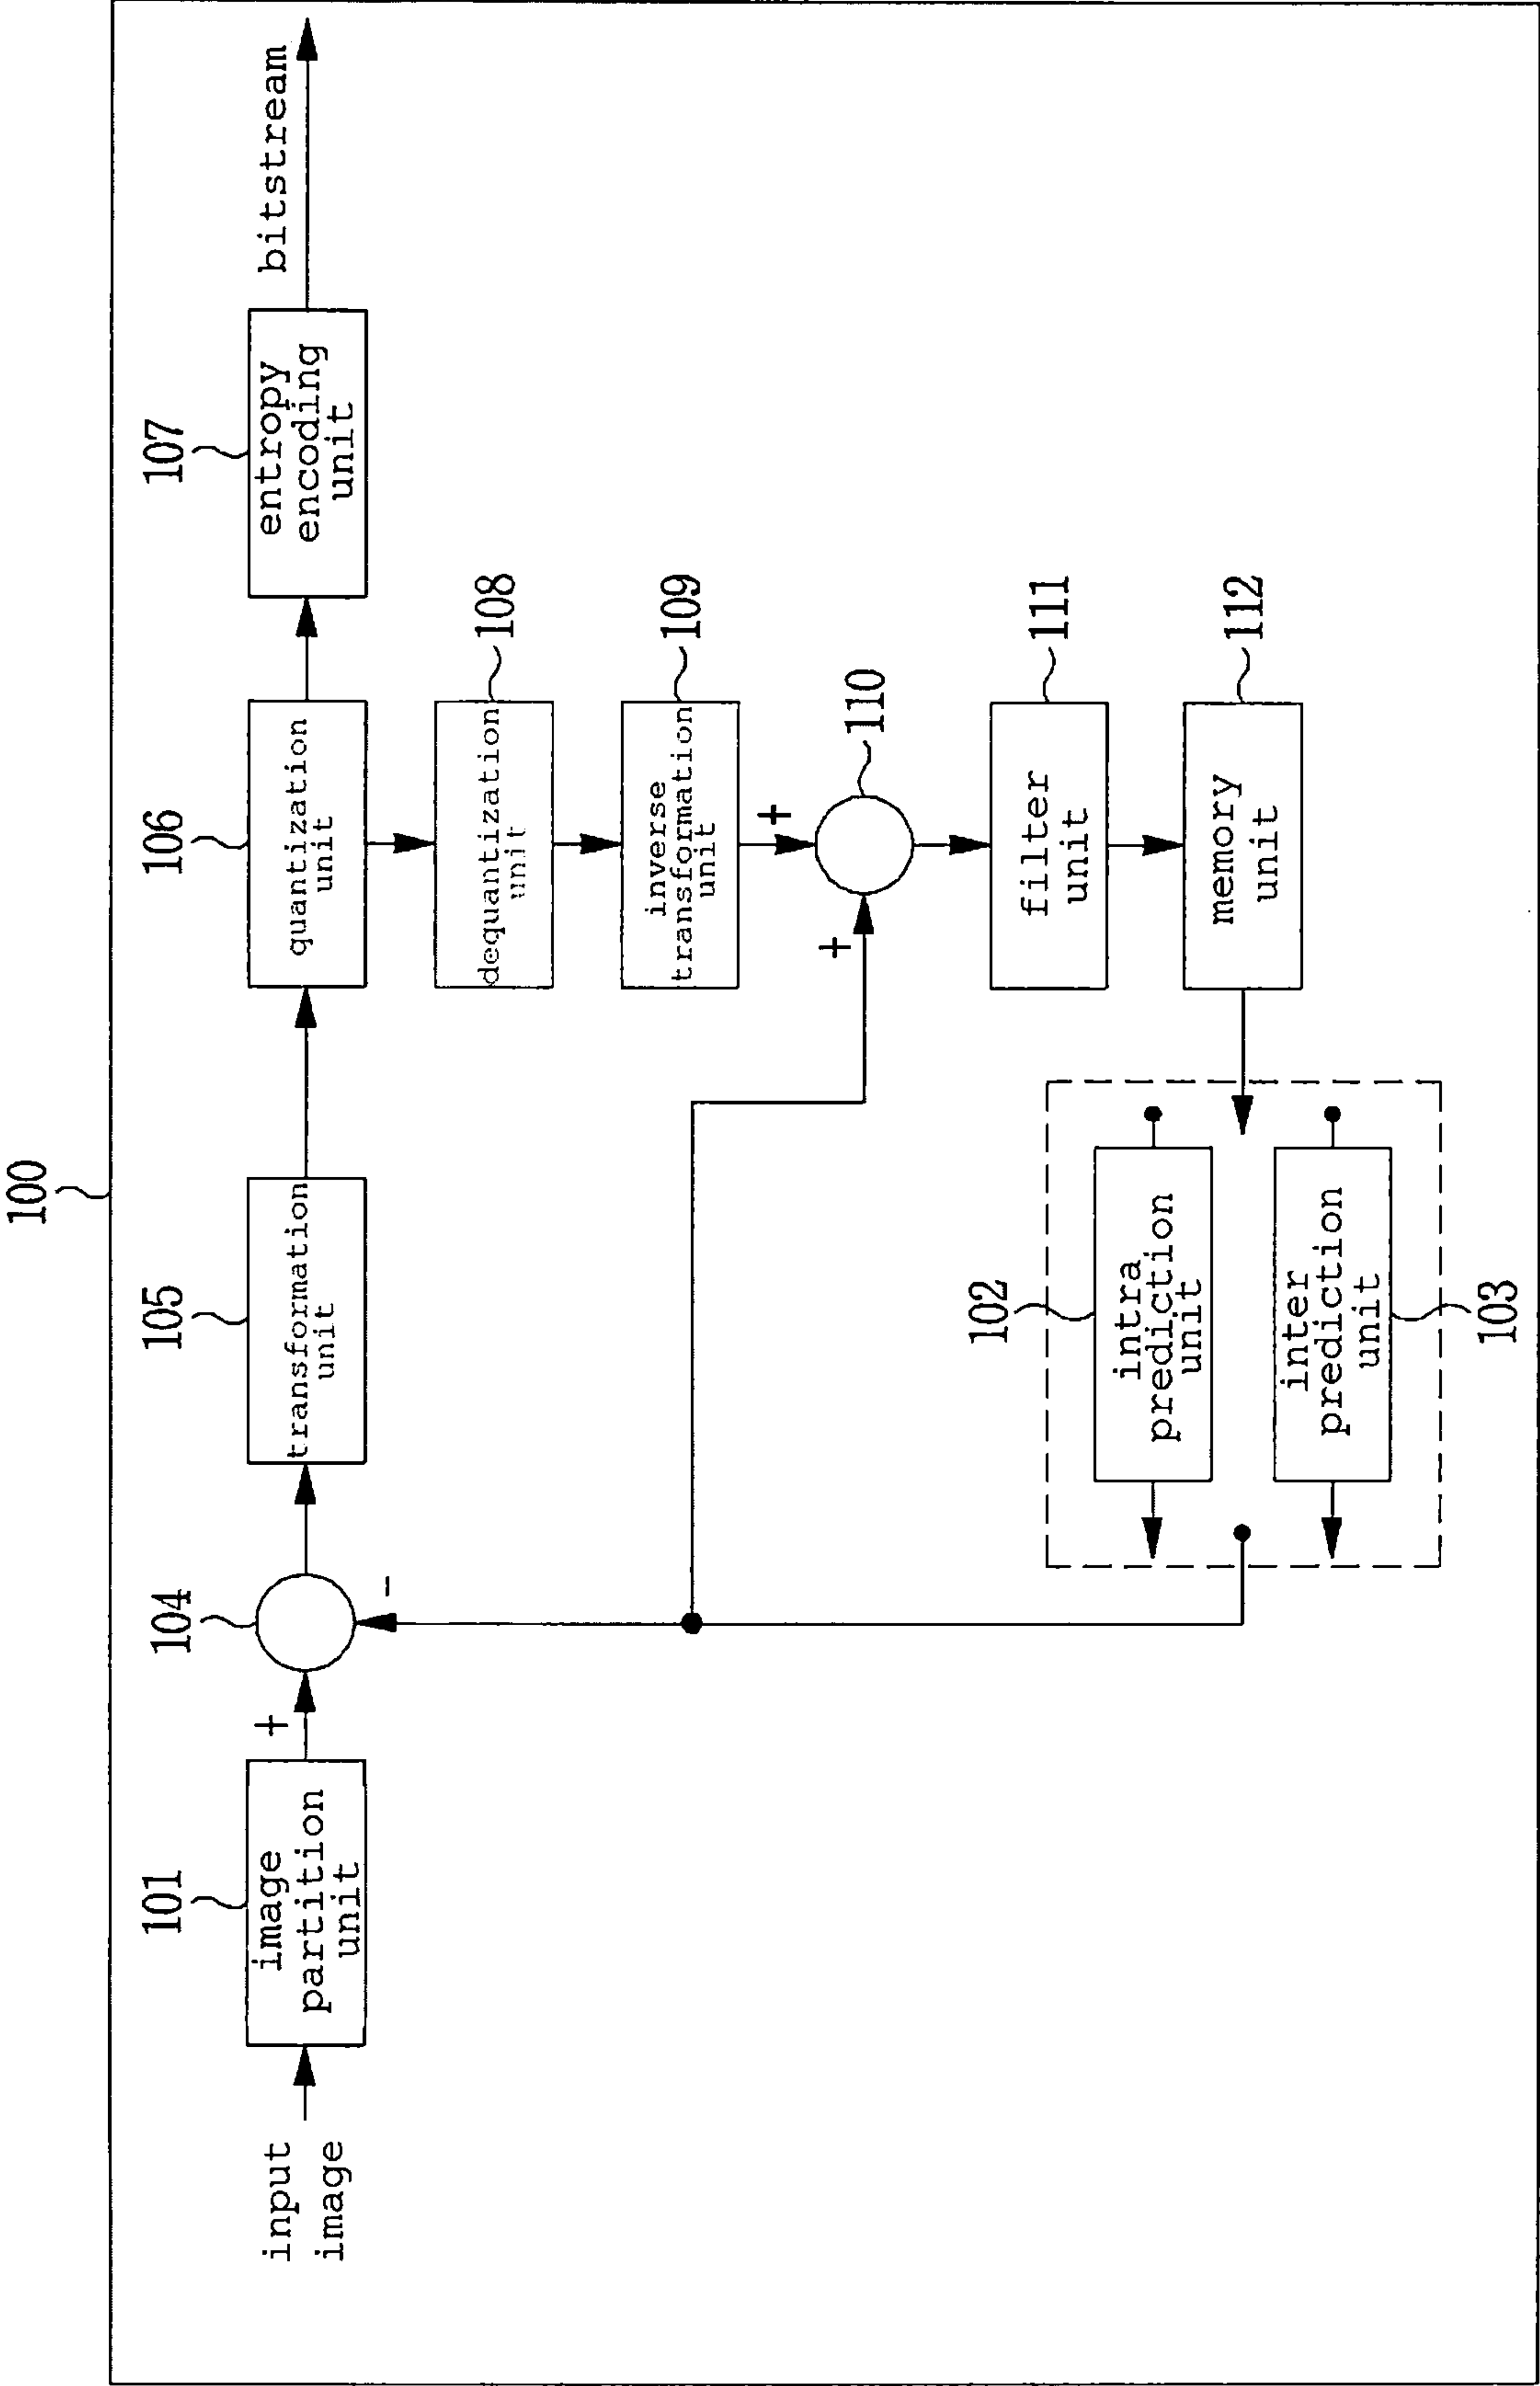 100
101
104
105
106
107
input
image
image
partition
unit
+
-
transformation
unit
quantization
unit
entropy
encoding
unit
bitstream
dequantization
unit
108
inverse
transformation
unit
109
+
+
110
filter
unit
111
memory
unit
112
102
intra
prediction
unit
inter
prediction
unit
103